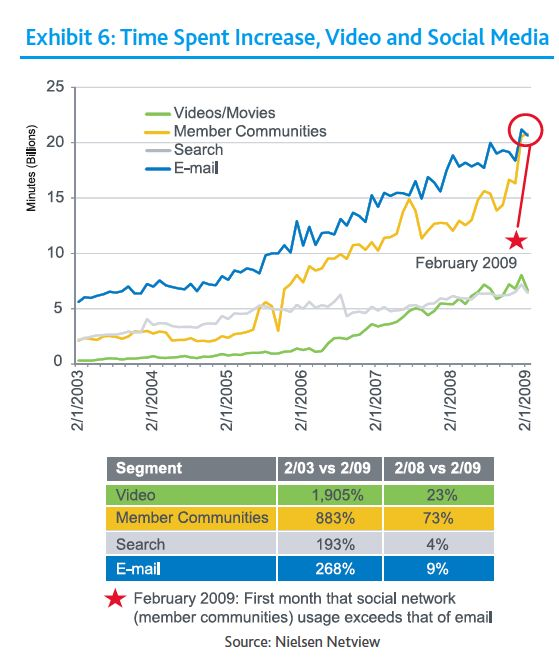 Exhibit 6: Time Spent Increase, Video and Social Media
25
20
15
10
5
0
Minutes (Billions)
Videos/Movies
Member Communities
Search
E-mail
February 2009
2/1/2003
2/1/2004
2/1/2005
2/1/2006
2/1/2007
2/1/2008
2/1/2009
Segment 2/03 vs 2/09 2/08 vs 2/09
Video 1,905% 23%
Member Communities 883% 73%
Search 193% 4%
E-mail 268% 9%
February 2009: First month that social network
(member communities) usage exceeds that of email
Source: Nielsen Netview